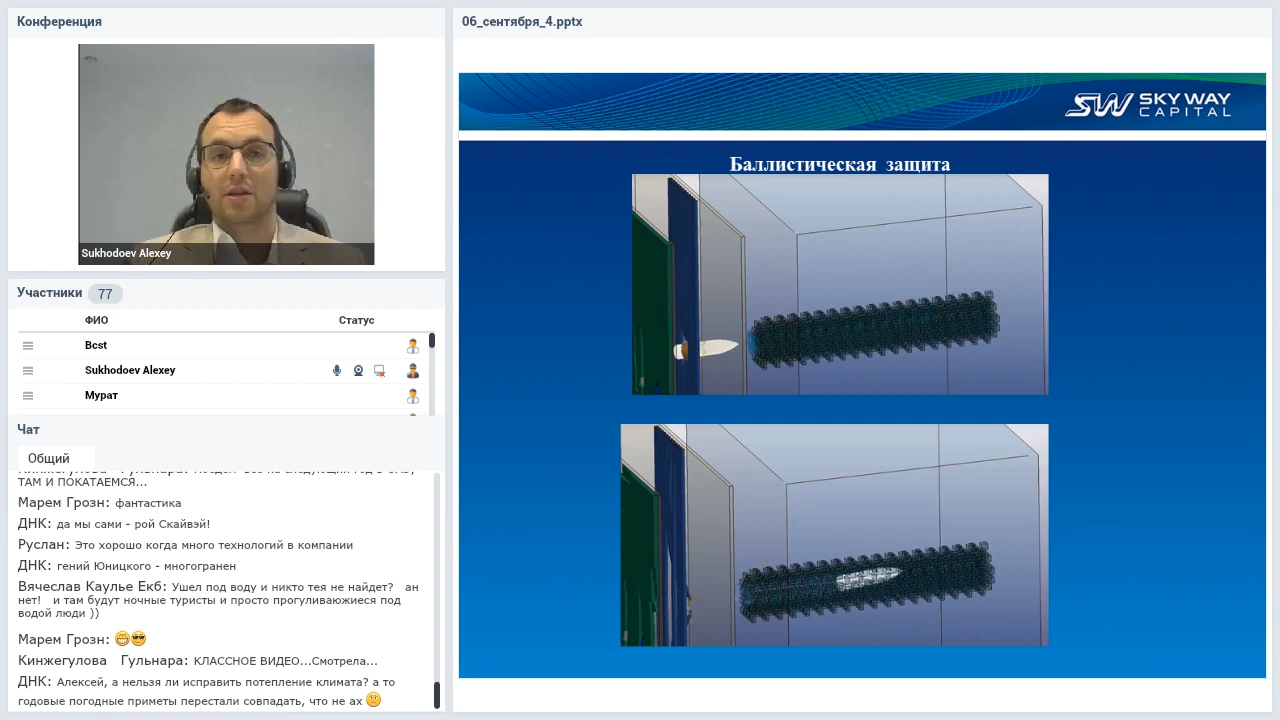 Конференция
Sukhodoev Alexey
Участники 77
ФИО Статус
Bcst
Sukhodoev Alexey
Мурат
Чат
Общий
ТАМ И ПОКАТАЕМСЯ...
Марем Грозн: фантастика
ДНК: да мы сами - рой Скайвэй!
Руслан: Это хорошо когда много технологий в компании
ДНК: гений Юницкого - многогранен
Вячеслав Каулье Екб: Ушел под воду и никто тея не найдет? ан
нет! и там будут ночные туристы и просто прогуливаюжиеся под
водой люди ))
Марем Грозн:
Кинжегулова Гульнара: КЛАССНОЕ ВИДЕО...Смотрела...
ДНК: Алексей, а нельзя ли исправить потепление климата? а то
годовые погодные приметы перестали совпадать, что не ах
06_сентября_4.pptx
SW SKY WAY
CAPITAL
Баллистическая защита